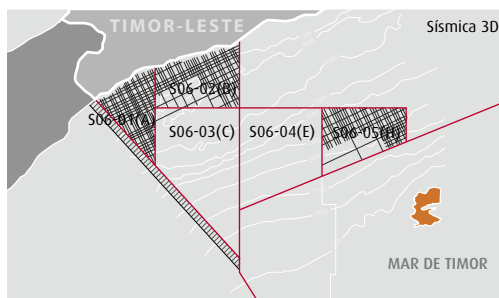 TIMOR-LESTE
Sísmica 3D
S06-02(B)
S06-01(A)
S06-03(C)
S06-04(E)
S06-05(H)
MAR DE TIMOR